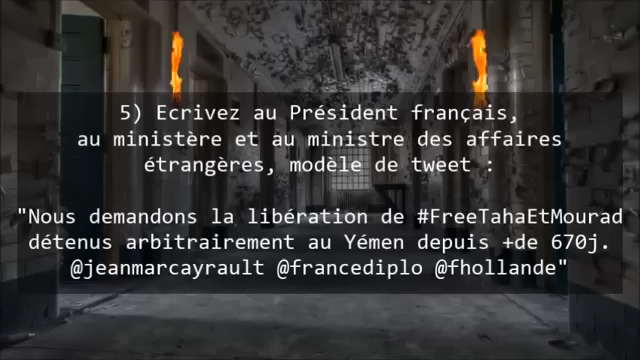 5) Ecrivez au Président français,
au ministère et au ministre des affaires
étrangères, modèle de tweet :
"Nous demandons la libération de #FreeTahaEtMourad
détenus arbitrairement au Yémen depuis +de 670j.
@jeanmarcayrault @francediplo @fhollande"